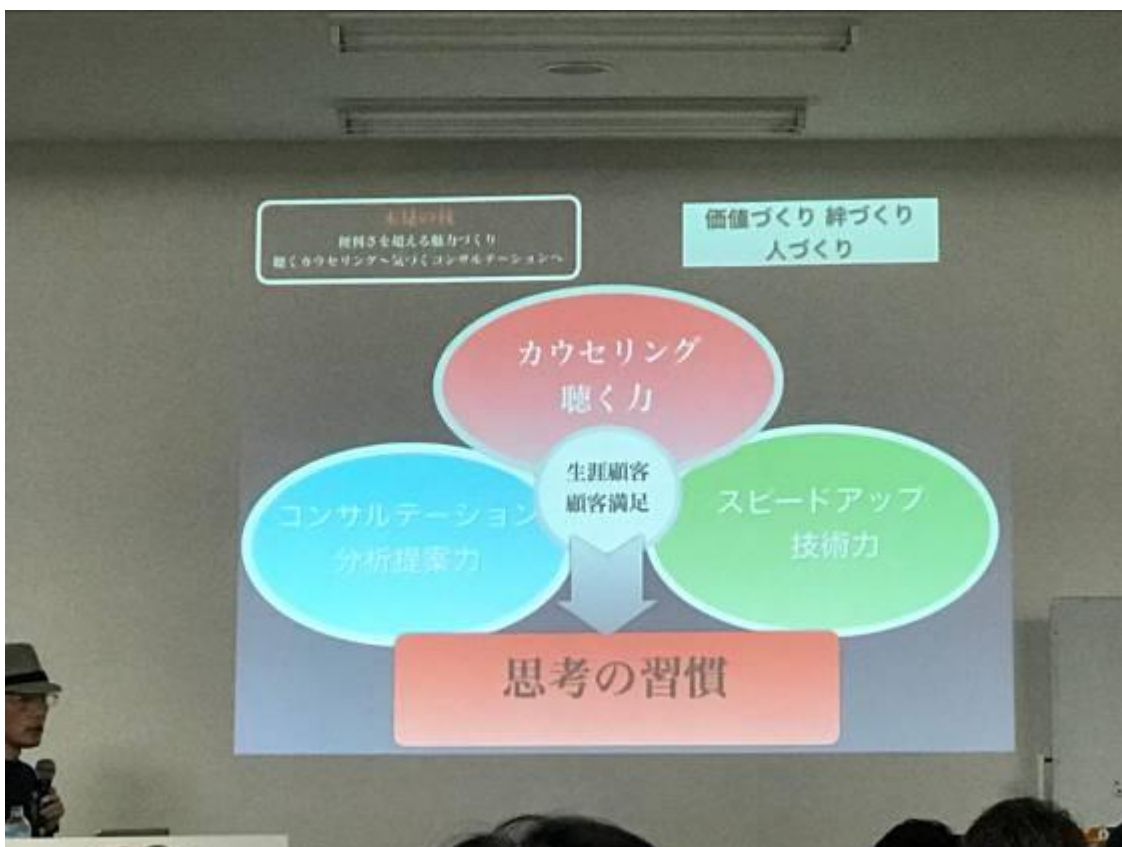 便利さを超える魅力づくり
聴くカウセリング〜気づくコンサルテーションへ
価値づくり 絆づくり
人づくり
カウセリング
聴く力
生涯顧客
顧客満足
コンサルテーション
分析提案力
スピードアップ
技術力
思考の習慣